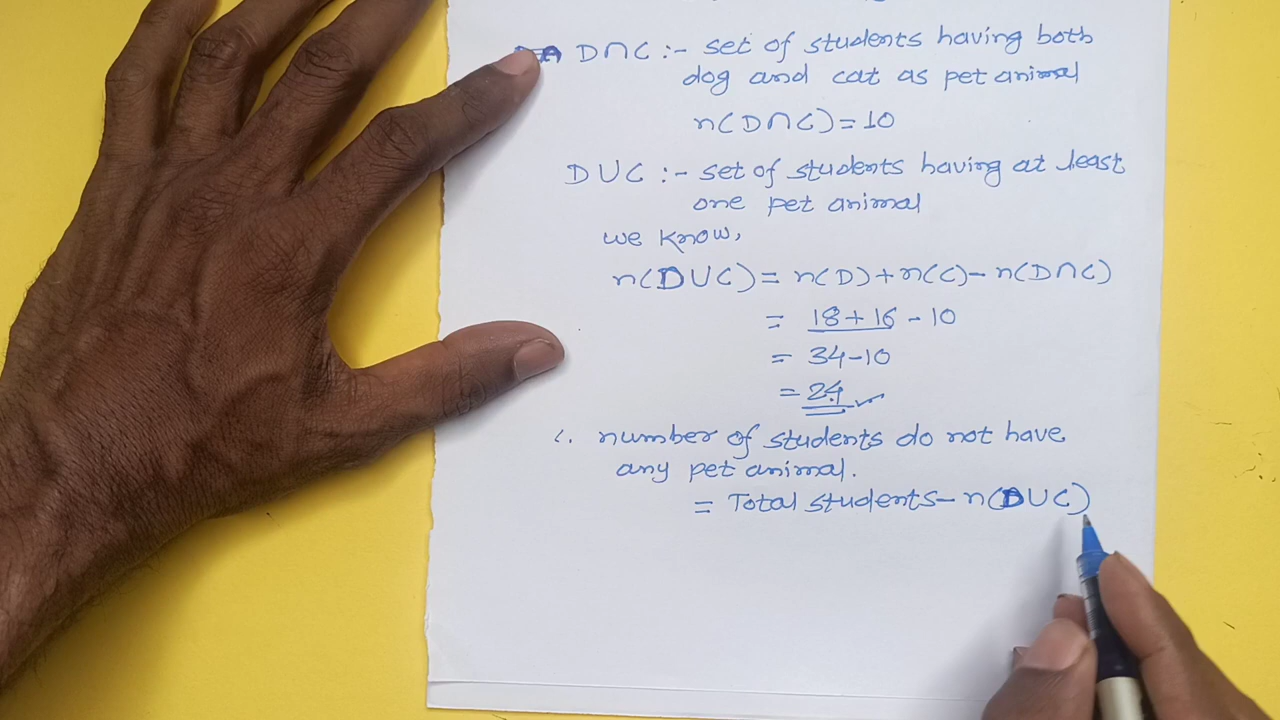 D∩C :- set of students having both
dog and cat as pet animal
n(D∩C)=10
D∪C :- set of students having at least
one pet animal
we know,
n(D∪C) = n(D)+n(C)- n(D∩C)
= 18+16-10
= 34-10
= 24 ✓
∴ number of students do not have
any pet animal.
= Total students- n(D∪C)